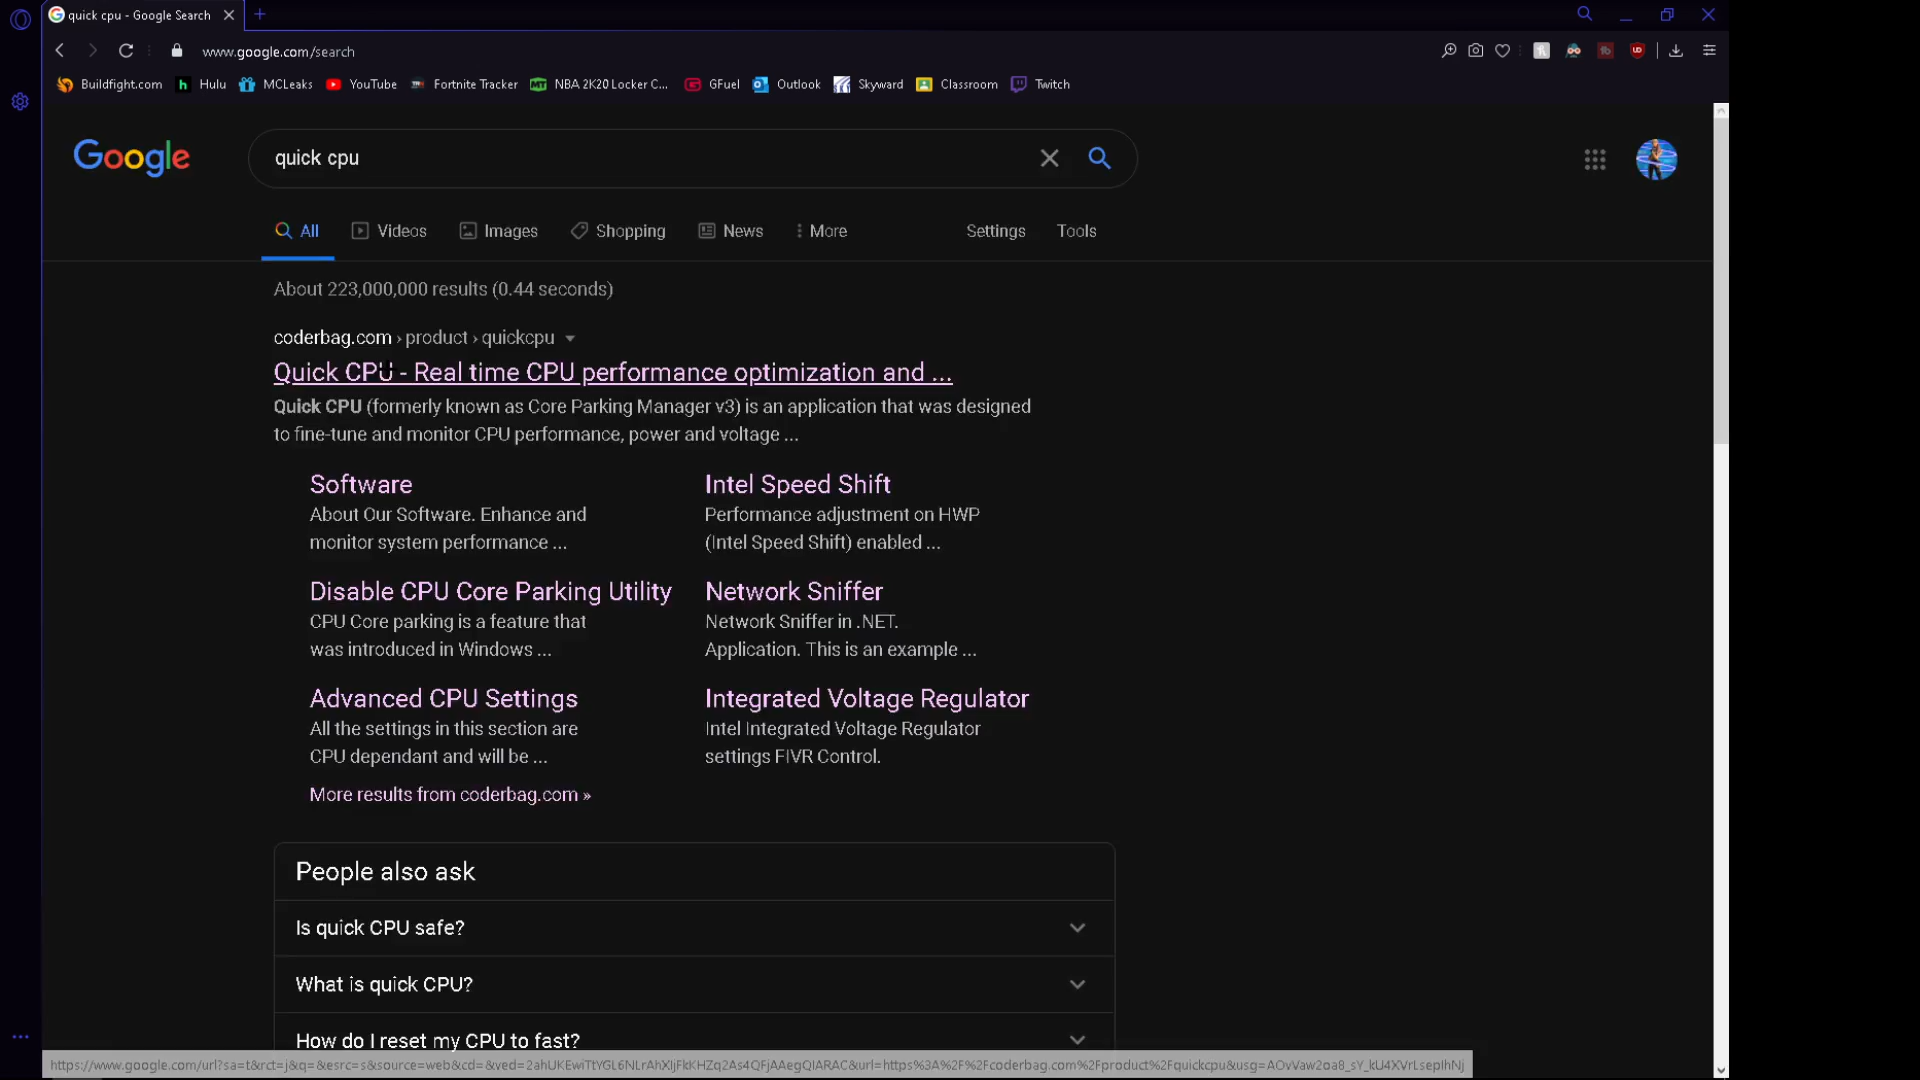 quick cpu - Google Search
www.google.com/search
Buildfight.com Hulu MCLeaks YouTube Fortnite Tracker NBA 2K20 Locker C... GFuel Outlook Skyward Classroom Twitch
Google quick cpu
All Videos Images Shopping News More Settings Tools
About 223,000,000 results (0.44 seconds)
coderbag.com › product › quickcpu
Quick CPU - Real time CPU performance optimization and ...
Quick CPU (formerly known as Core Parking Manager v3) is an application that was designed
to fine-tune and monitor CPU performance, power and voltage ...
Software
About Our Software. Enhance and
monitor system performance ...
Intel Speed Shift
Performance adjustment on HWP
(Intel Speed Shift) enabled ...
Disable CPU Core Parking Utility
CPU Core parking is a feature that
was introduced in Windows ...
Network Sniffer
Network Sniffer in .NET.
Application. This is an example ...
Advanced CPU Settings
All the settings in this section are
CPU dependant and will be ...
Integrated Voltage Regulator
Intel Integrated Voltage Regulator
settings FIVR Control.
More results from coderbag.com »
People also ask
Is quick CPU safe?
What is quick CPU?
How do I reset my CPU to fast?